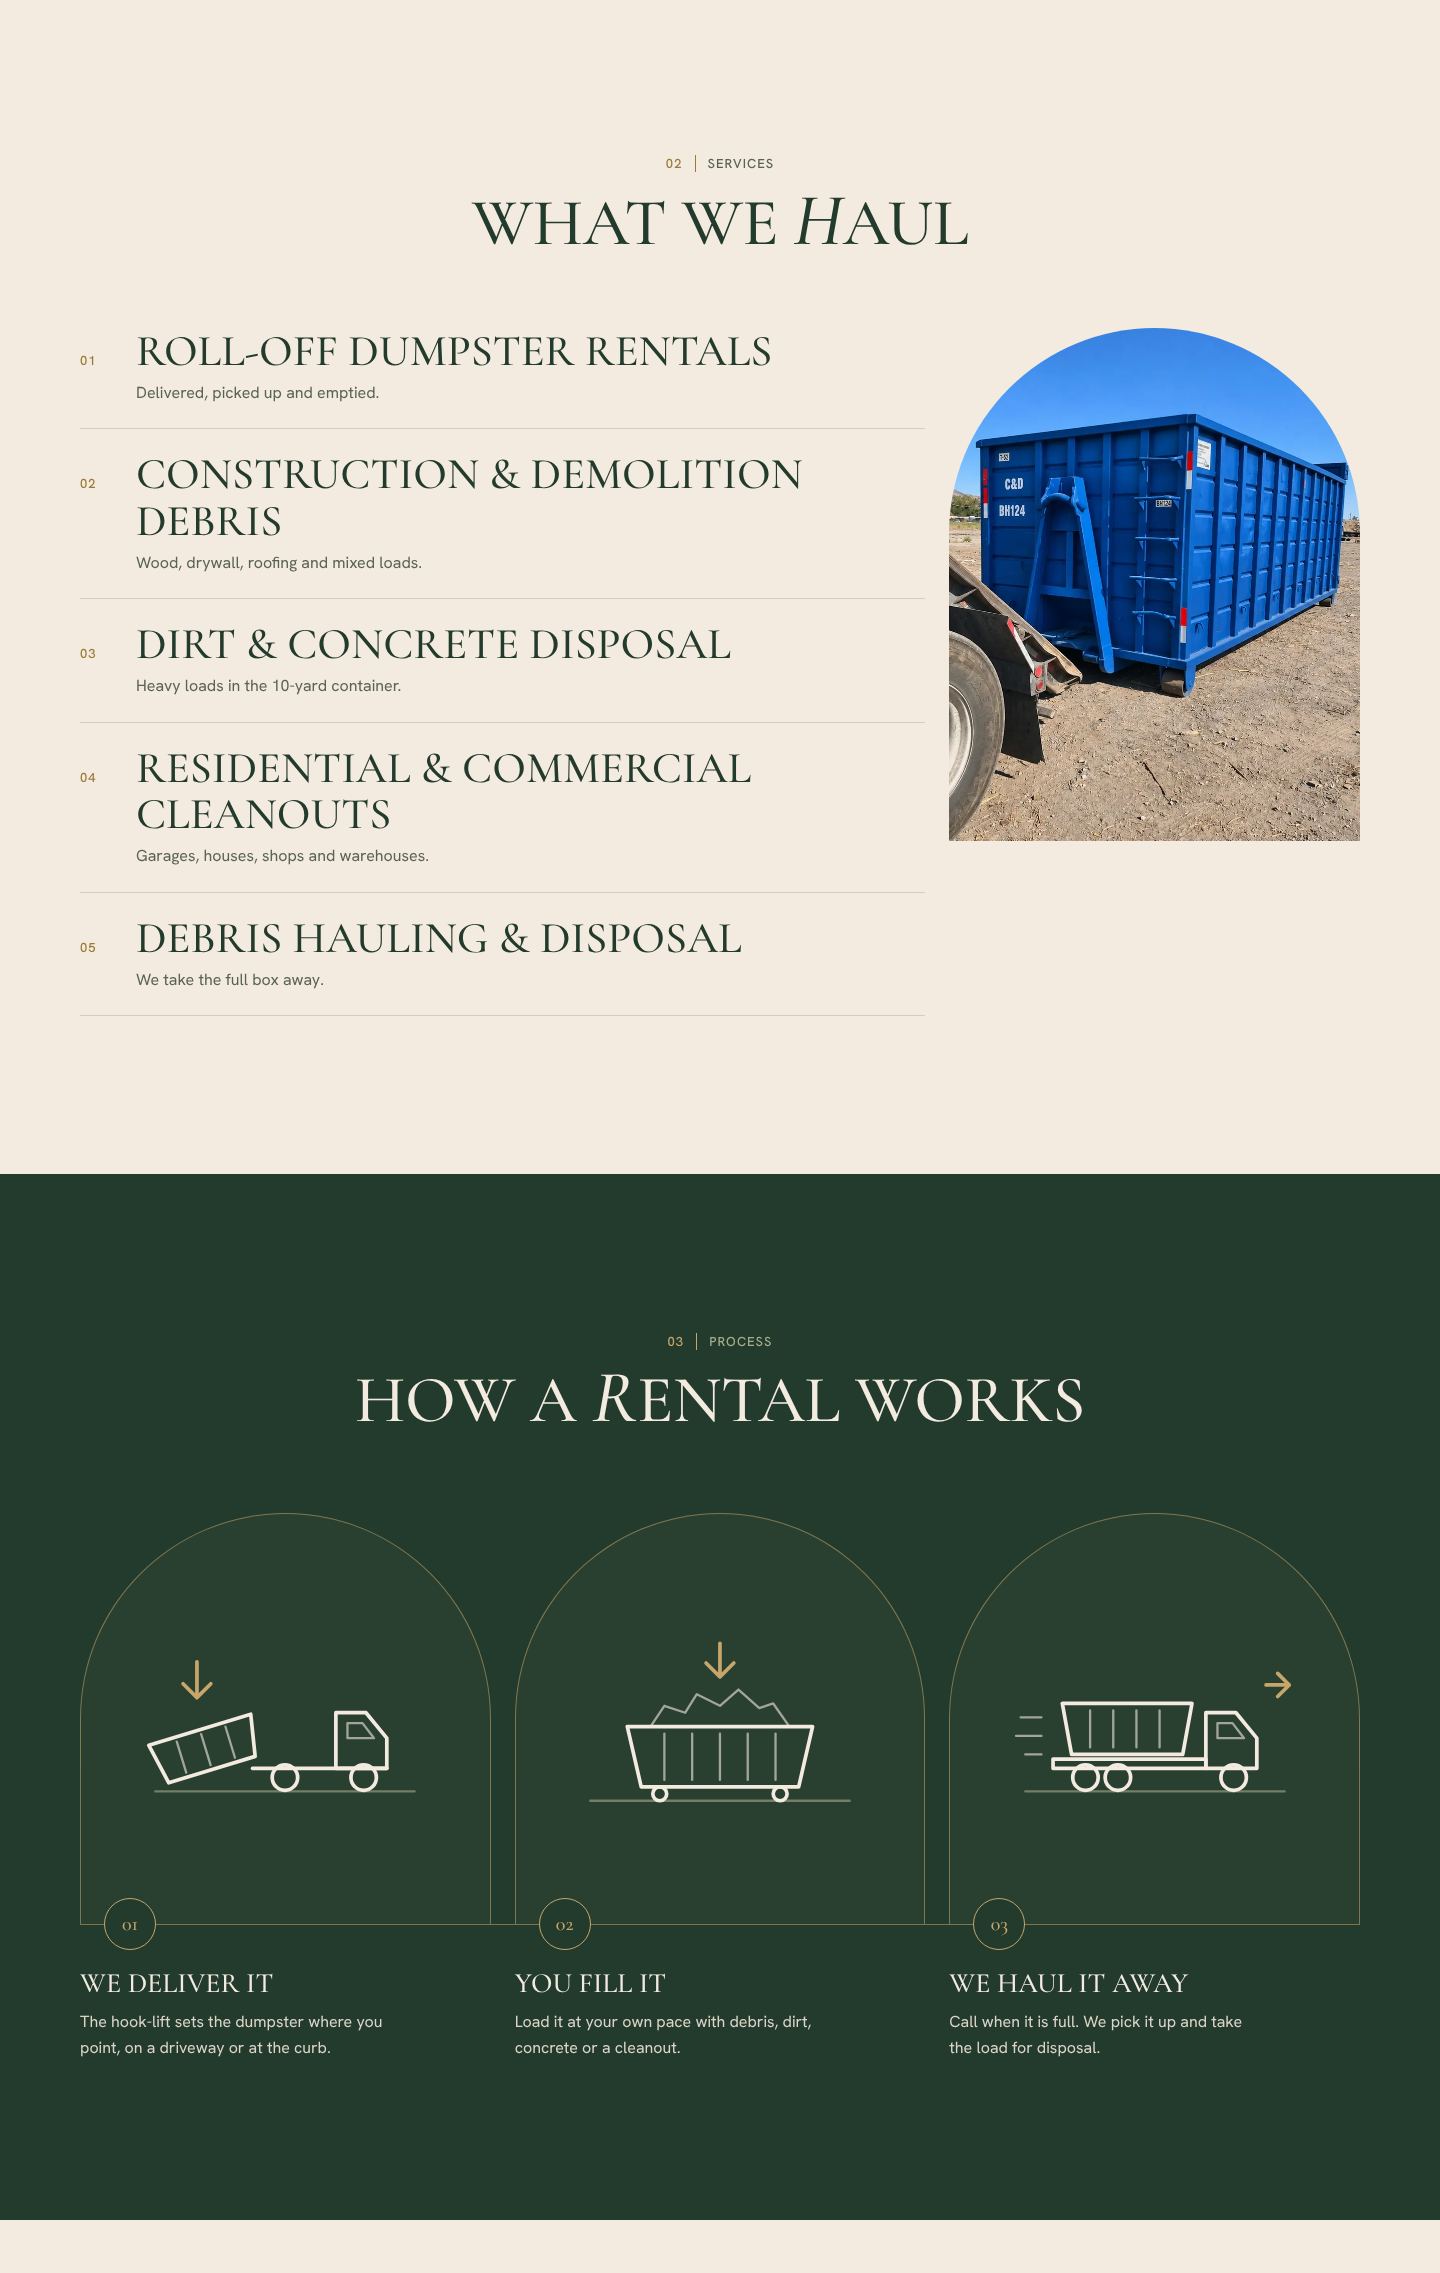 02 | SERVICES
WHAT WE HAUL
01 ROLL-OFF DUMPSTER RENTALS
Delivered, picked up and emptied.
02 CONSTRUCTION & DEMOLITION
DEBRIS
Wood, drywall, roofing and mixed loads.
03 DIRT & CONCRETE DISPOSAL
Heavy loads in the 10-yard container.
04 RESIDENTIAL & COMMERCIAL
CLEANOUTS
Garages, houses, shops and warehouses.
05 DEBRIS HAULING & DISPOSAL
We take the full box away.
C&D
BH124
BH124
03 | PROCESS
HOW A RENTAL WORKS
01
WE DELIVER IT
The hook-lift sets the dumpster where you
point, on a driveway or at the curb.
02
YOU FILL IT
Load it at your own pace with debris, dirt,
concrete or a cleanout.
03
WE HAUL IT AWAY
Call when it is full. We pick it up and take
the load for disposal.